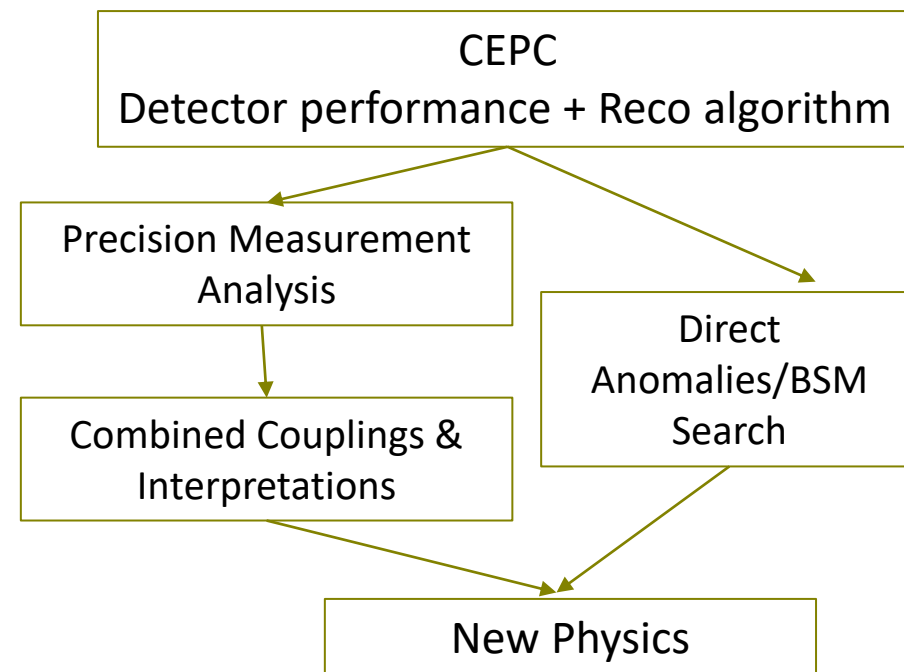 CEPC
Detector performance + Reco algorithm
Precision Measurement
Analysis
Direct
Anomalies/BSM
Search
Combined Couplings &
Interpretations
New Physics